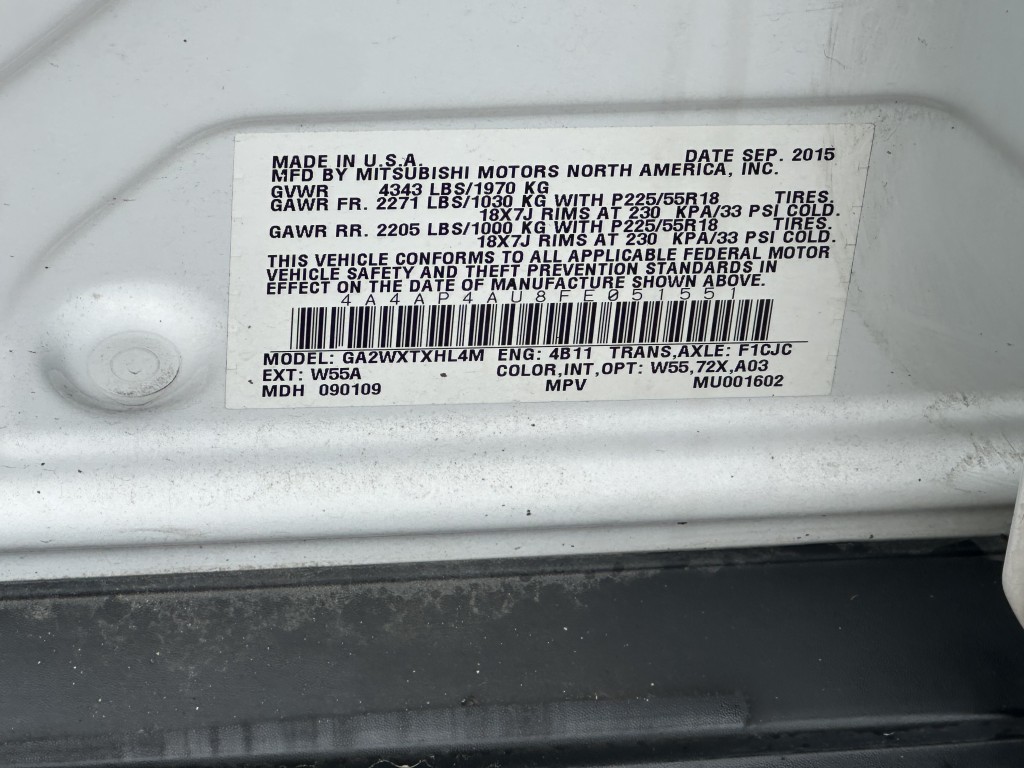 MADE IN U.S.A. DATE SEP. 2015
MFD BY MITSUBISHI MOTORS NORTH AMERICA, INC.
GVWR 4343 LBS/1970 KG
GAWR FR. 2271 LBS/1030 KG WITH P225/55R18 TIRES.
18X7J RIMS AT 230 KPA/33 PSI COLD.
GAWR RR. 2205 LBS/1000 KG WITH P225/55R18 TIRES.
18X7J RIMS AT 230 KPA/33 PSI COLD.
THIS VEHICLE CONFORMS TO ALL APPLICABLE FEDERAL MOTOR
VEHICLE SAFETY AND THEFT PREVENTION STANDARDS IN
EFFECT ON THE DATE OF MANUFACTURE SHOWN ABOVE.
4A4AP4AU8FE051551
MODEL: GA2WXTXHL4M ENG: 4B11 TRANS,AXLE: F1CJC
EXT: W55A COLOR,INT,OPT: W55,72X,A03
MDH 090109 MPV MU001602